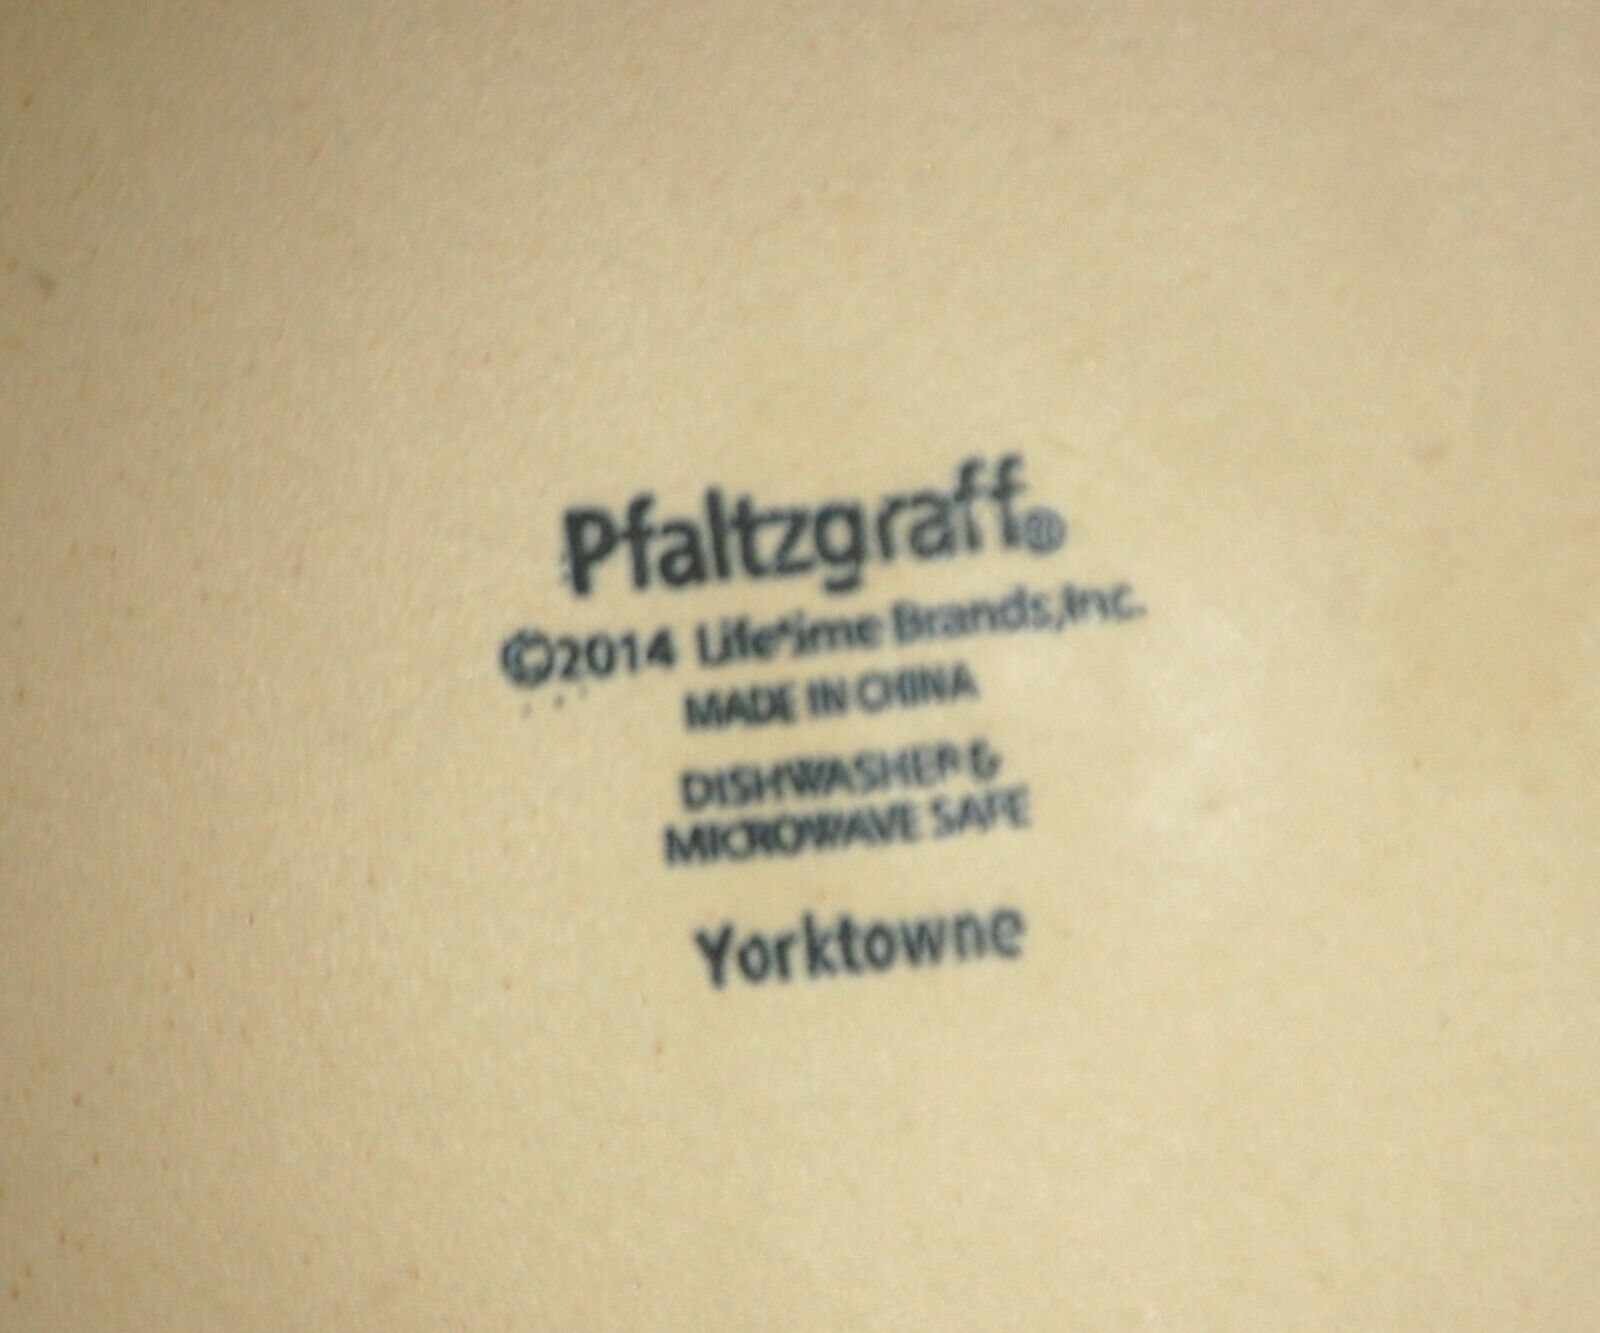 Pfaltzgraff®
©2014 Lifetime Brands,Inc.
MADE IN CHINA
DISHWASHER &
MICROWAVE SAFE
Yorktowne